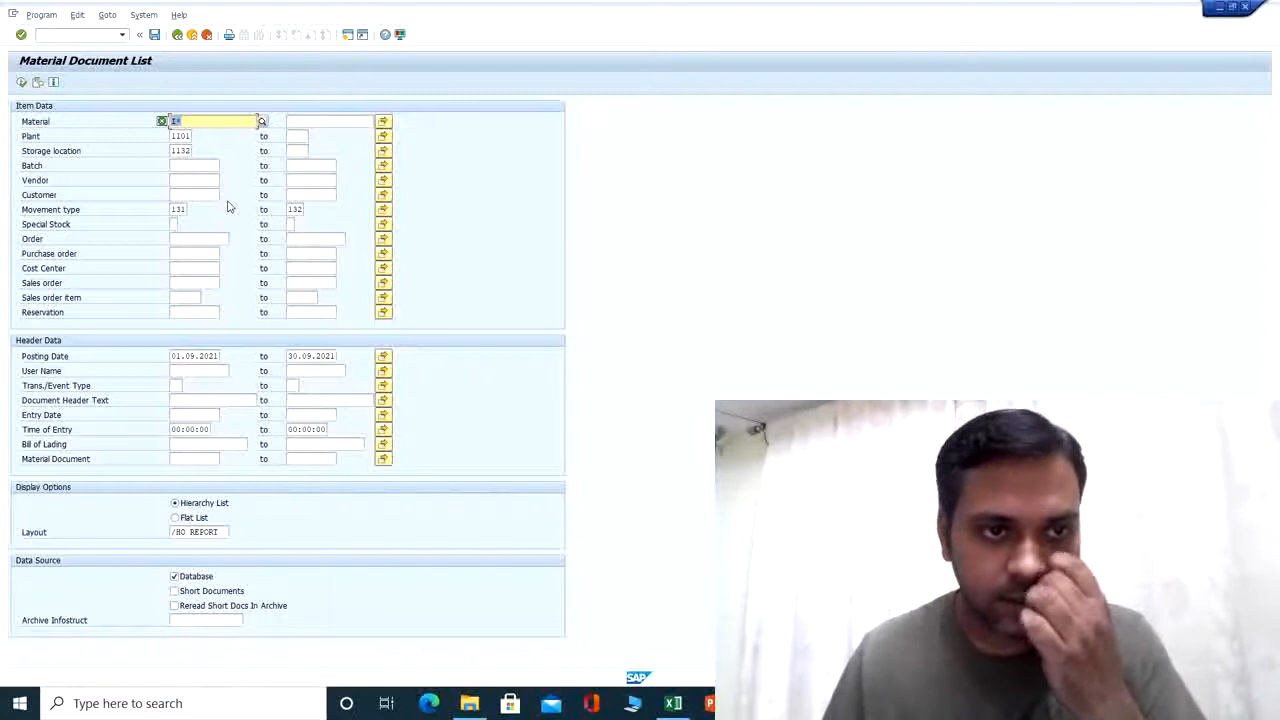 Program Edit Goto System Help
Material Document List
Item Data
Material I*
Plant 1101 to
Storage location 1132 to
Batch to
Vendor to
Customer to
Movement type 131 to 132
Special Stock to
Order to
Purchase order to
Cost Center to
Sales order to
Sales order item to
Reservation to
Header Data
Posting Date 01.09.2021 to 30.09.2021
User Name to
Trans./Event Type to
Document Header Text to
Entry Date to
Time of Entry 00:00:00 to 00:00:00
Bill of Lading to
Material Document to
Display Options
Hierarchy List
Flat List
Layout /HO REPORT
Data Source
Database
Short Documents
Reread Short Docs In Archive
Archive Infostruct
SAP
Type here to search